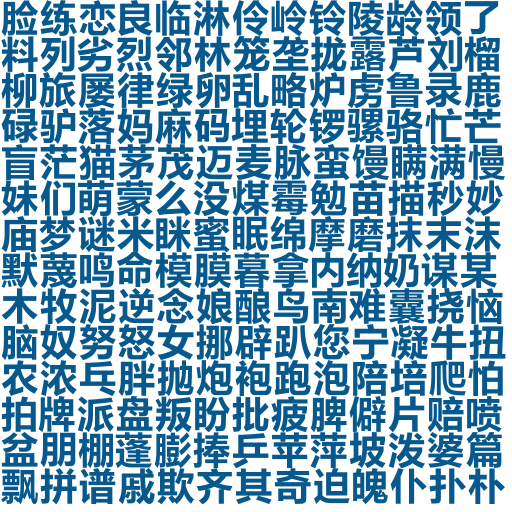 脸练恋良临淋伶岭铃陵龄领了
料列劣烈邻林笼垄拢露芦刘榴
柳旅屡律绿卵乱略炉虏鲁录鹿
碌驴落妈麻码埋轮锣骡骆忙芒
盲茫猫茅茂迈麦脉蛮馒瞒满慢
妹们萌蒙么没煤霉勉苗描秒妙
庙梦谜米眯蜜眠绵摩磨抹末沫
默蔑鸣命模膜暮拿内纳奶谋某
木牧泥逆念娘酿鸟南难囊挠恼
脑奴努怒女挪辟趴您宁凝牛扭
农浓乓胖抛炮袍跑泡陪培爬怕
拍牌派盘叛盼批疲脾僻片赔喷
盆朋棚蓬膨捧乒苹萍坡泼婆篇
飘拼谱戚欺齐其奇迫魄仆扑朴